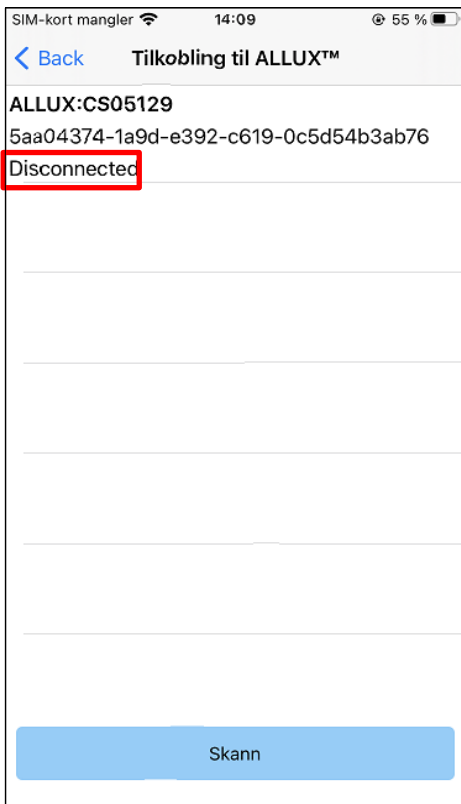 SIM-kort mangler 14:09 55 %
Back Tilkobling til ALLUX™
ALLUX:CS05129
5aa04374-1a9d-e392-c619-0c5d54b3ab76
Disconnected
Skann